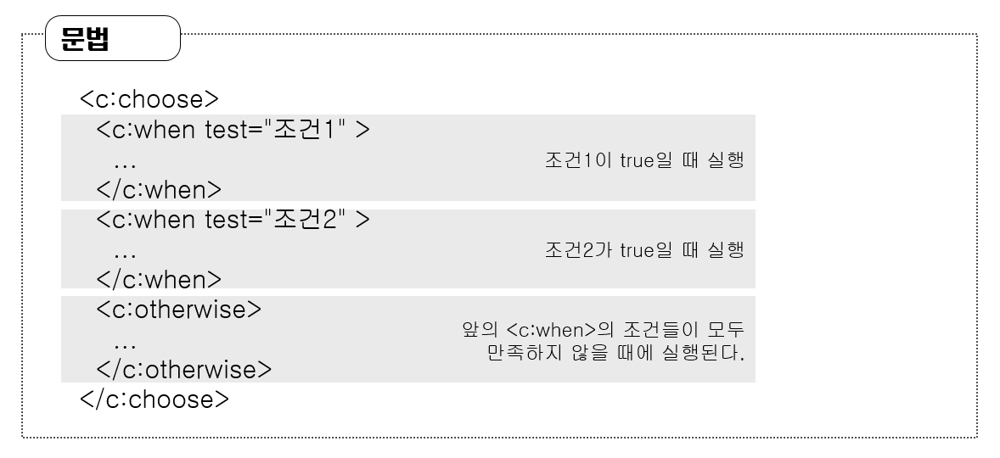 문법
<c:choose>
<c:when test="조건1" >
...
조건1이 true일 때 실행
</c:when>
<c:when test="조건2" >
...
조건2가 true일 때 실행
</c:when>
<c:otherwise>
...
앞의 <c:when>의 조건들이 모두
만족하지 않을 때에 실행된다.
</c:otherwise>
</c:choose>